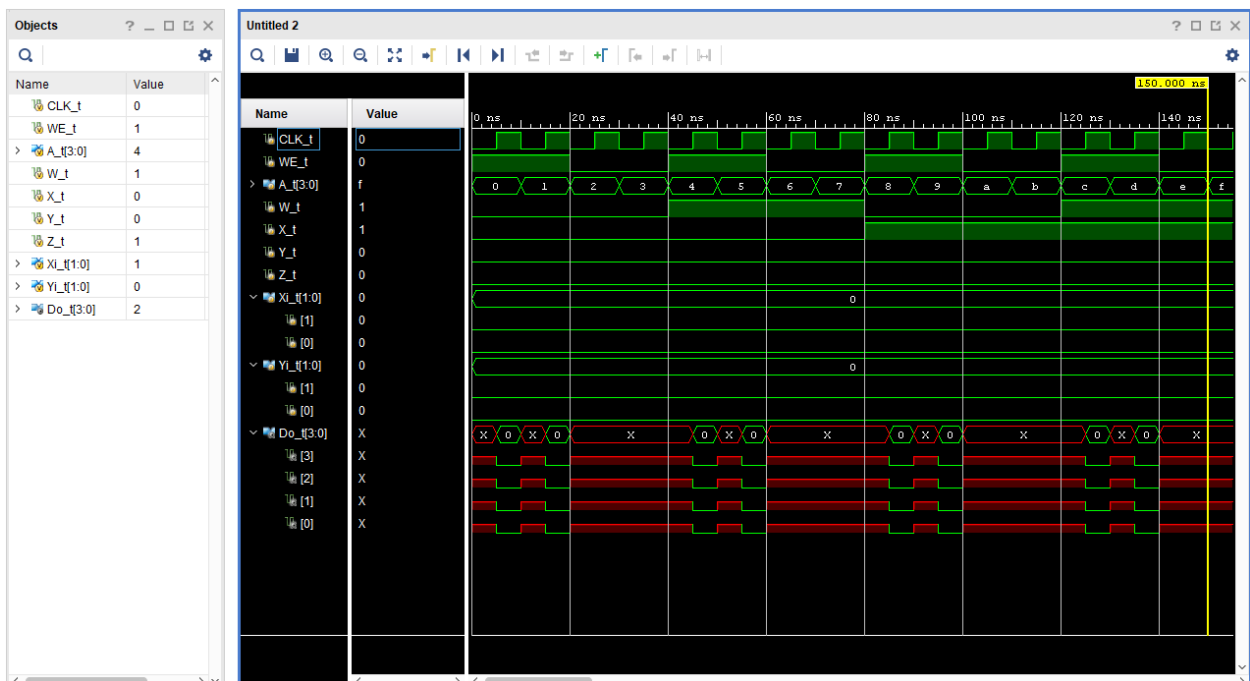 Objects ? _
Name Value
CLK_t 0
WE_t 1
A_t[3:0] 4
W_t 1
X_t 0
Y_t 0
Z_t 1
Xi_t[1:0] 1
Yi_t[1:0] 0
Do_t[3:0] 2
Untitled 2 ?
150.000 ns
Name Value
0 ns 20 ns 40 ns 60 ns 80 ns 100 ns 120 ns 140 ns
CLK_t 0
WE_t 0
A_t[3:0] f 0 1 2 3 4 5 6 7 8 9 a b c d e f
W_t 1
X_t 1
Y_t 0
Z_t 0
Xi_t[1:0] 0 0
[1] 0
[0] 0
Yi_t[1:0] 0 0
[1] 0
[0] 0
Do_t[3:0] X X 0 X 0 X 0 X 0 X 0 X 0 X 0 X 0 X
[3] X
[2] X
[1] X
[0] X